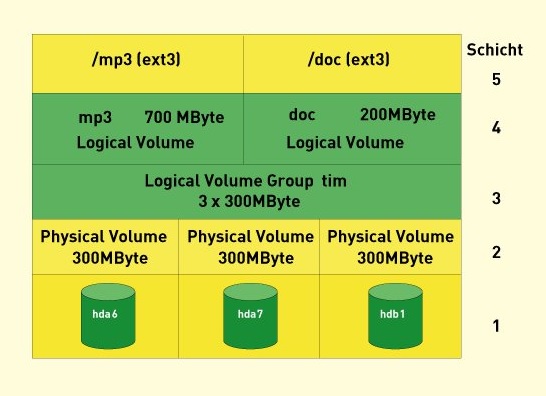 Schicht
/mp3 (ext3) /doc (ext3) 5
mp3 700 MByte doc 200MByte 4
Logical Volume Logical Volume
Logical Volume Group tim
3 x 300MByte 3
Physical Volume Physical Volume Physical Volume 2
300MByte 300MByte 300MByte
hda6 hda7 hdb1 1